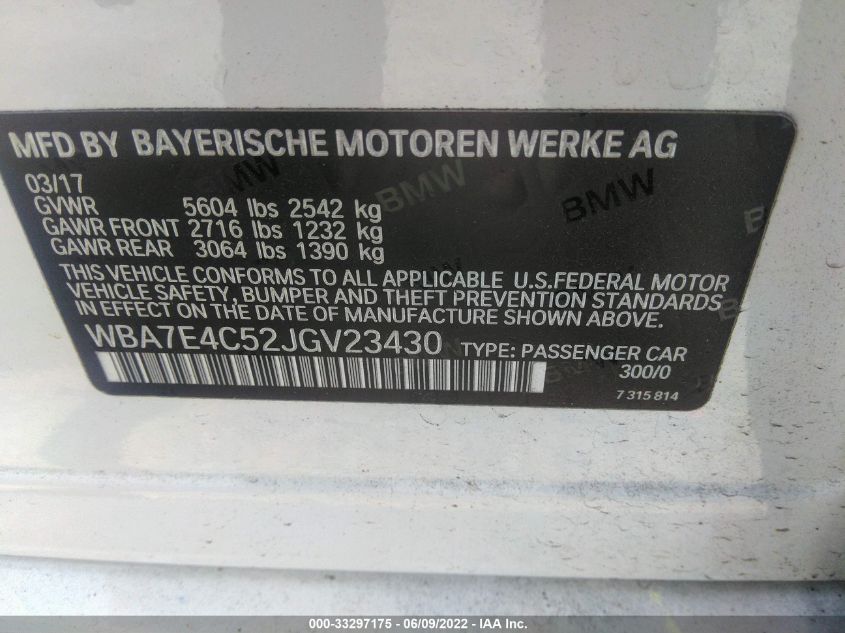 MFD BY BAYERISCHE MOTOREN WERKE AG
03/17
GVWR 5604 lbs 2542 kg
GAWR FRONT 2716 lbs 1232 kg
GAWR REAR 3064 lbs 1390 kg
THIS VEHICLE CONFORMS TO ALL APPLICABLE U.S.FEDERAL MOTOR
VEHICLE SAFETY, BUMPER AND THEFT PREVENTION STANDARDS
IN EFFECT ON THE DATE OF MANUFACTURE SHOWN ABOVE.
WBA7E4C52JGV23430 TYPE: PASSENGER CAR
300/0
7 315 814
BMW
BMW
BMW
000-33297175 - 06/09/2022 - IAA Inc.